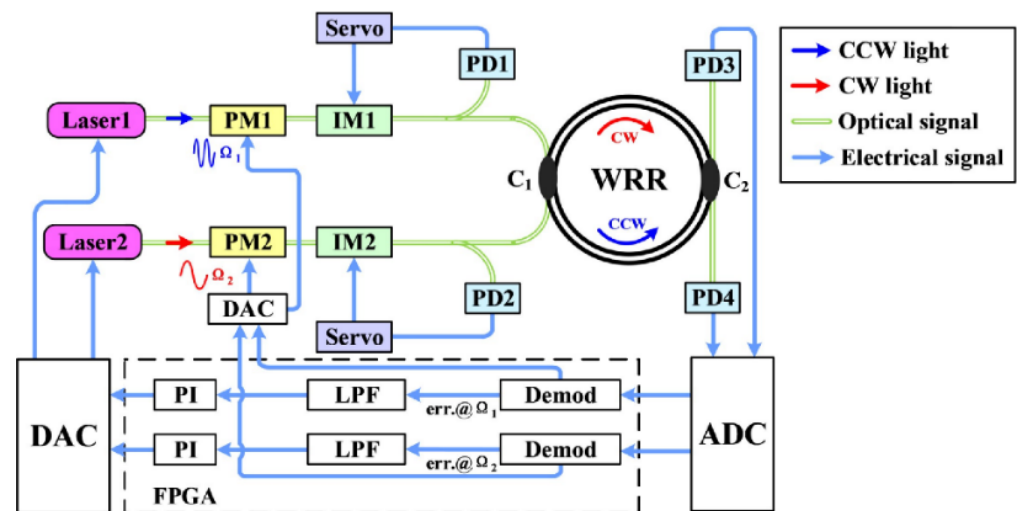 Servo
PD1
PD3
CCW light
CW light
Optical signal
Electrical signal
Laser1
PM1
IM1
Ω1
CW
WRR
C1
C2
CCW
Laser2
PM2
IM2
Ω2
DAC
PD2
PD4
Servo
DAC
PI
LPF
err.@Ω1
Demod
ADC
PI
LPF
err.@Ω2
Demod
FPGA